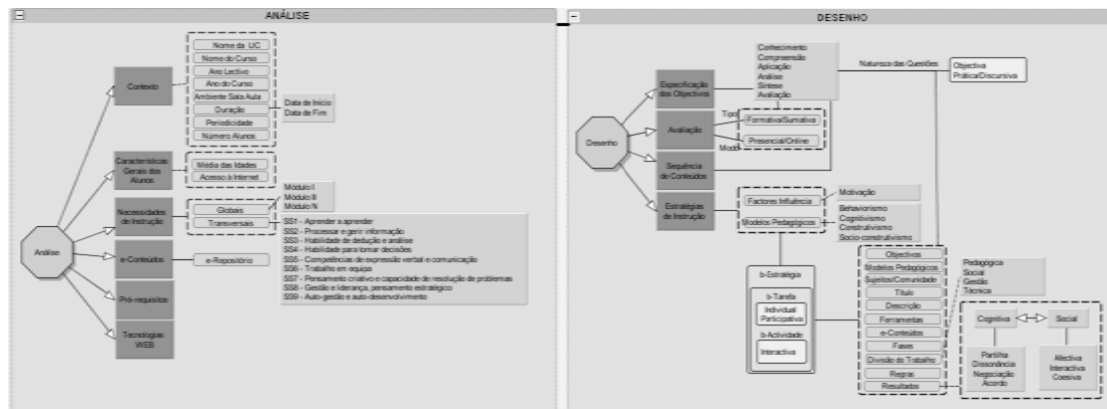 ANÁLISE
Contexto
Nome da UC
Nome do Curso
Ano Lectivo
Ano do Curso
Ambiente Sala Aula
Duração
Periodicidade
Número Alunos
Data de Início
Data de Fim
Características
Gerais dos
Alunos
Média das Idades
Acesso à Internet
Necessidades
de Instrução
Globais
Transversais
Módulo I
Módulo II
Módulo N
SS1 - Aprender a aprender
SS2 - Processar e gerir informação
SS3 - Habilidade de dedução e análise
SS4 - Habilidade para tomar decisões
SS5 - Competências de expressão verbal e comunicação
SS6 - Trabalho em equipa
SS7 - Pensamento criativo e capacidade de resolução de problemas
SS8 - Gestão e liderança, pensamento estratégico
SS9 - Auto-gestão e auto-desenvolvimento
Análise
e-Conteúdos
e-Repositório
Pré-requisitos
Tecnologias
WEB
DESENHO
Desenho
Especificação
dos Objectivos
Conhecimento
Compreensão
Aplicação
Análise
Síntese
Avaliação
Natureza das Questões
Objectiva
Prática/Discursiva
Avaliação
Tipo
Formativa/Sumativa
Modo
Presencial/Online
Sequência
de Conteúdos
Estratégias
de Instrução
Factores Influência
Modelos Pedagógicos
Motivação
Behaviorismo
Cognitivismo
Construtivismo
Socio-construtivismo
b-Estratégia
b-Tarefa
Individual
Participativa
b-Actividade
Interactiva
Objectivos
Modelos Pedagógicos
Sujeitos/Comunidade
Título
Descrição
Ferramentas
e-Conteúdos
Fases
Divisão do Trabalho
Regras
Resultados
Pedagógica
Social
Gestão
Técnica
Cognitiva
Social
Partilha
Dissonância
Negociação
Acordo
Afectiva
Interactiva
Coesiva